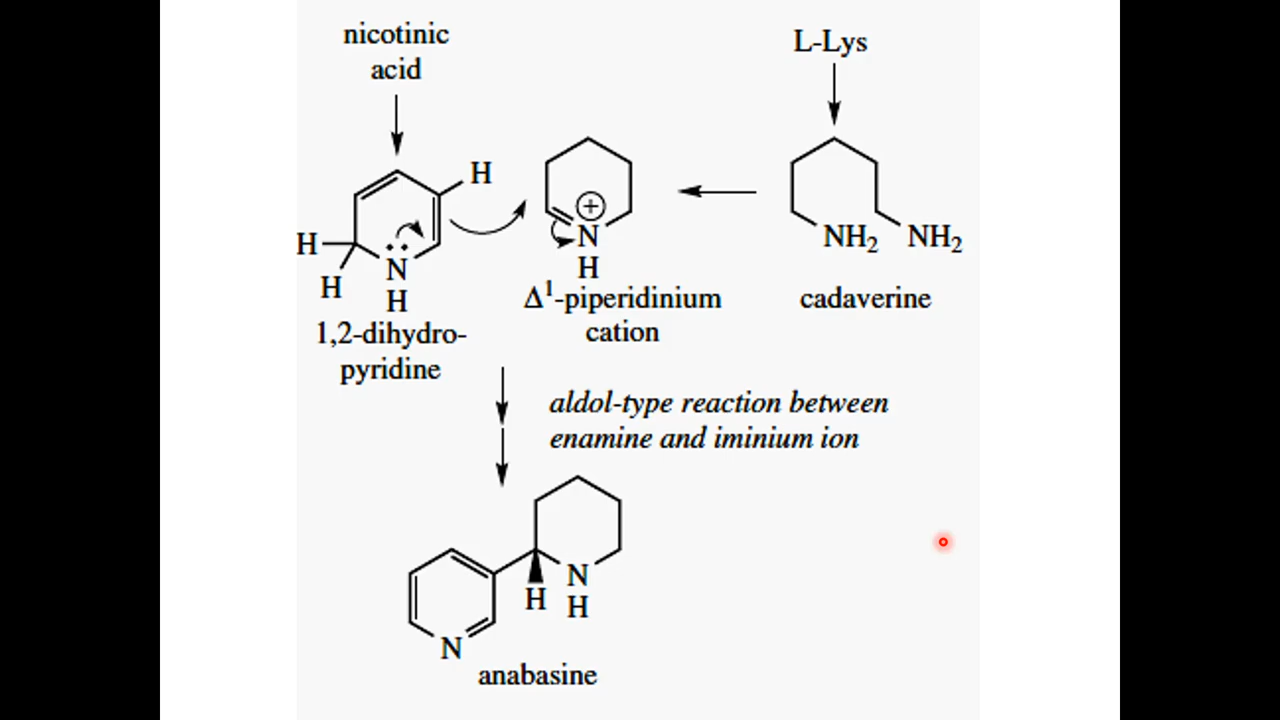 nicotinic
acid
L-Lys
H
H
H
N
H
+
N
H
NH2
NH2
1,2-dihydro-
pyridine
Δ1-piperidinium
cation
cadaverine
aldol-type reaction between
enamine and iminium ion
N
H
N
H
anabasine